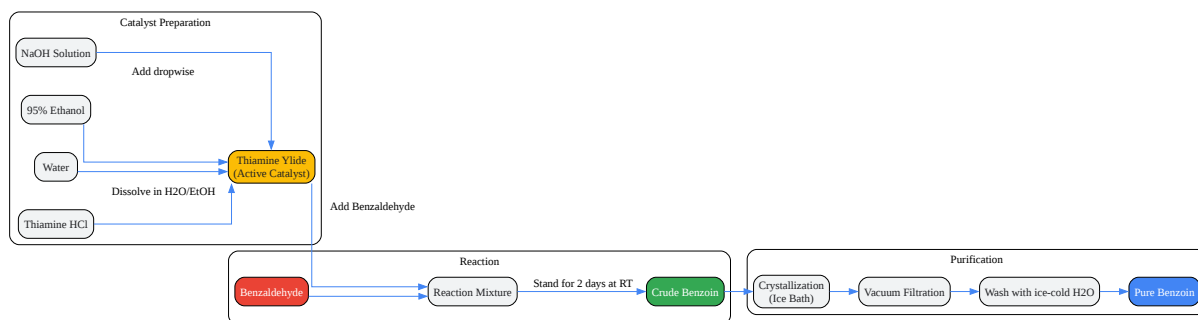 Catalyst Preparation
NaOH Solution
Add dropwise
95% Ethanol
Water
Thiamine Ylide
(Active Catalyst)
Dissolve in H2O/EtOH
Thiamine HCl
Add Benzaldehyde
Reaction
Benzaldehyde
Reaction Mixture
Stand for 2 days at RT
Crude Benzoin
Purification
Crystallization
(Ice Bath)
Vacuum Filtration
Wash with ice-cold H2O
Pure Benzoin